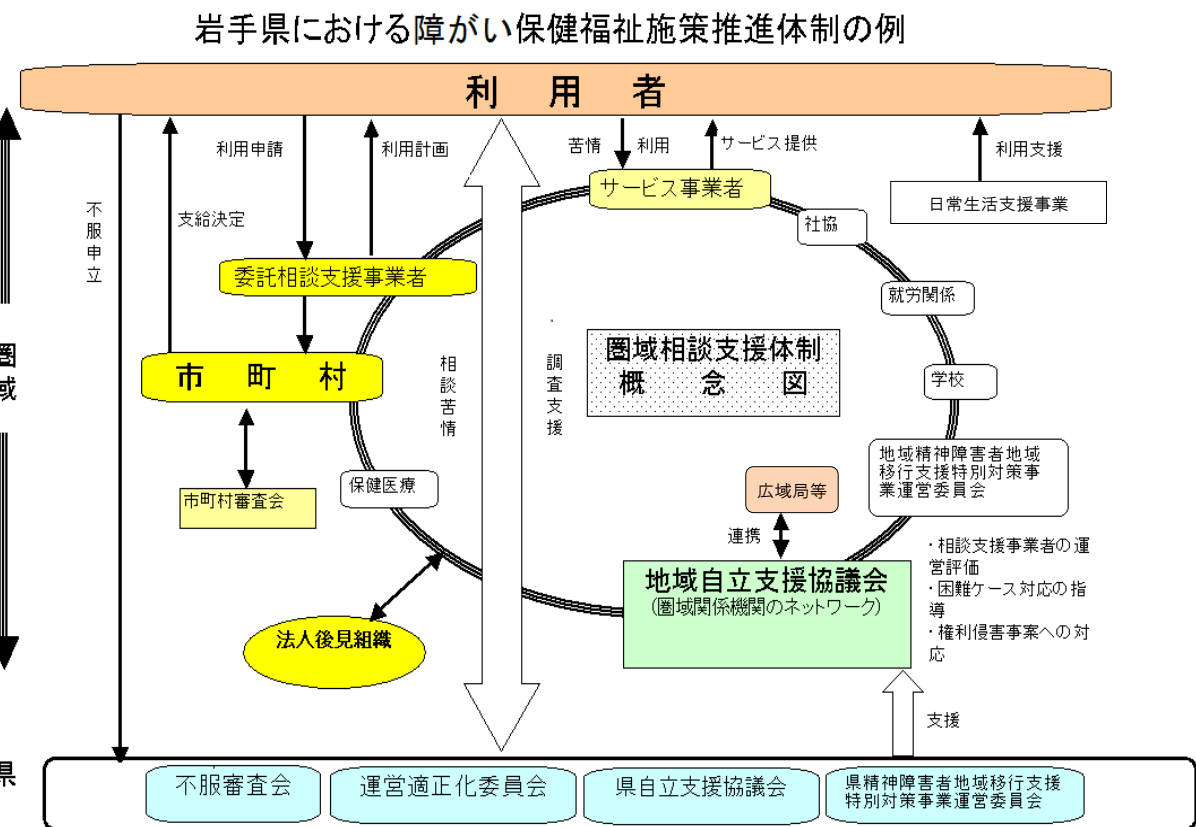 岩手県における障がい保健福祉施策推進体制の例
利 用 者
利用申請
利用計画
苦情
利用
サービス提供
利用支援
サービス事業者
日常生活支援事業
不服申立
支給決定
社協
委託相談支援事業者
就労関係
圏域
市 町 村
相談苦情
調査支援
圏域相談支援体制
概 念 図
学校
地域精神障害者地域
移行支援特別対策事
業運営委員会
保健医療
広域局等
市町村審査会
連携
・相談支援事業者の運
営評価
・困難ケース対応の指
導
・権利侵害事案への対
応
地域自立支援協議会
(圏域関係機関のネットワーク)
法人後見組織
支援
県
不服審査会
運営適正化委員会
県自立支援協議会
県精神障害者地域移行支援
特別対策事業運営委員会